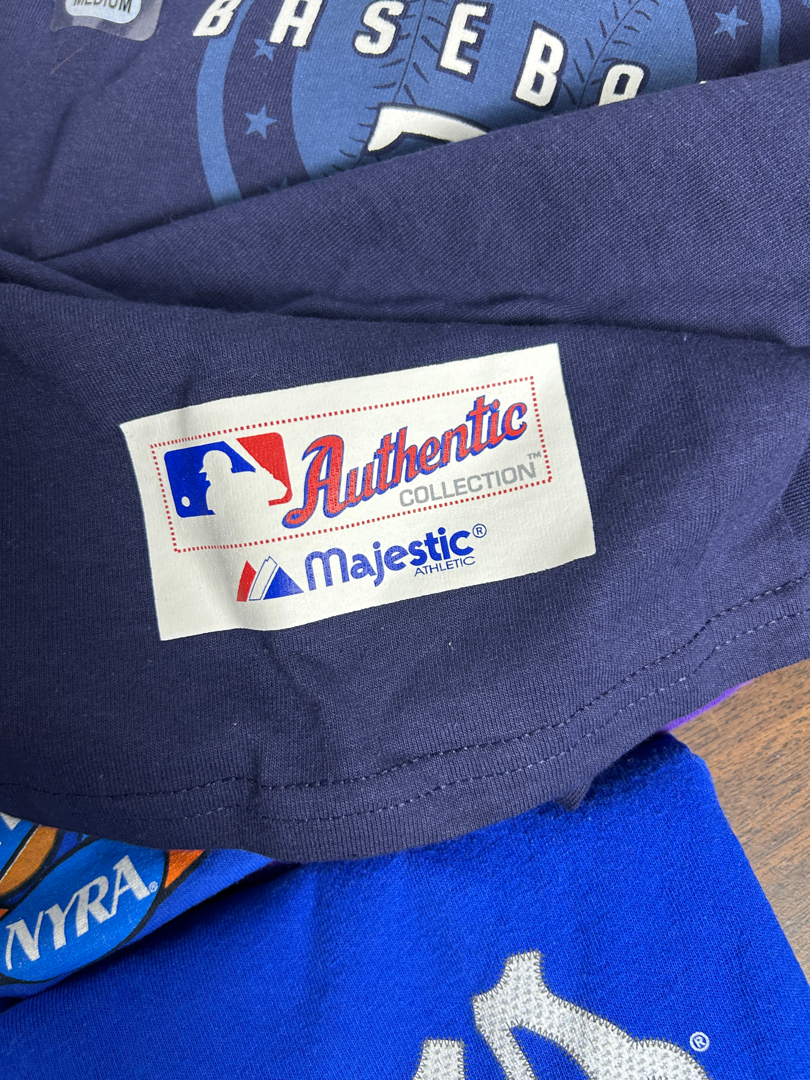 MEDIUM
BASEBA
Authentic
COLLECTION™
Majestic®
ATHLETIC
NYRA®
®